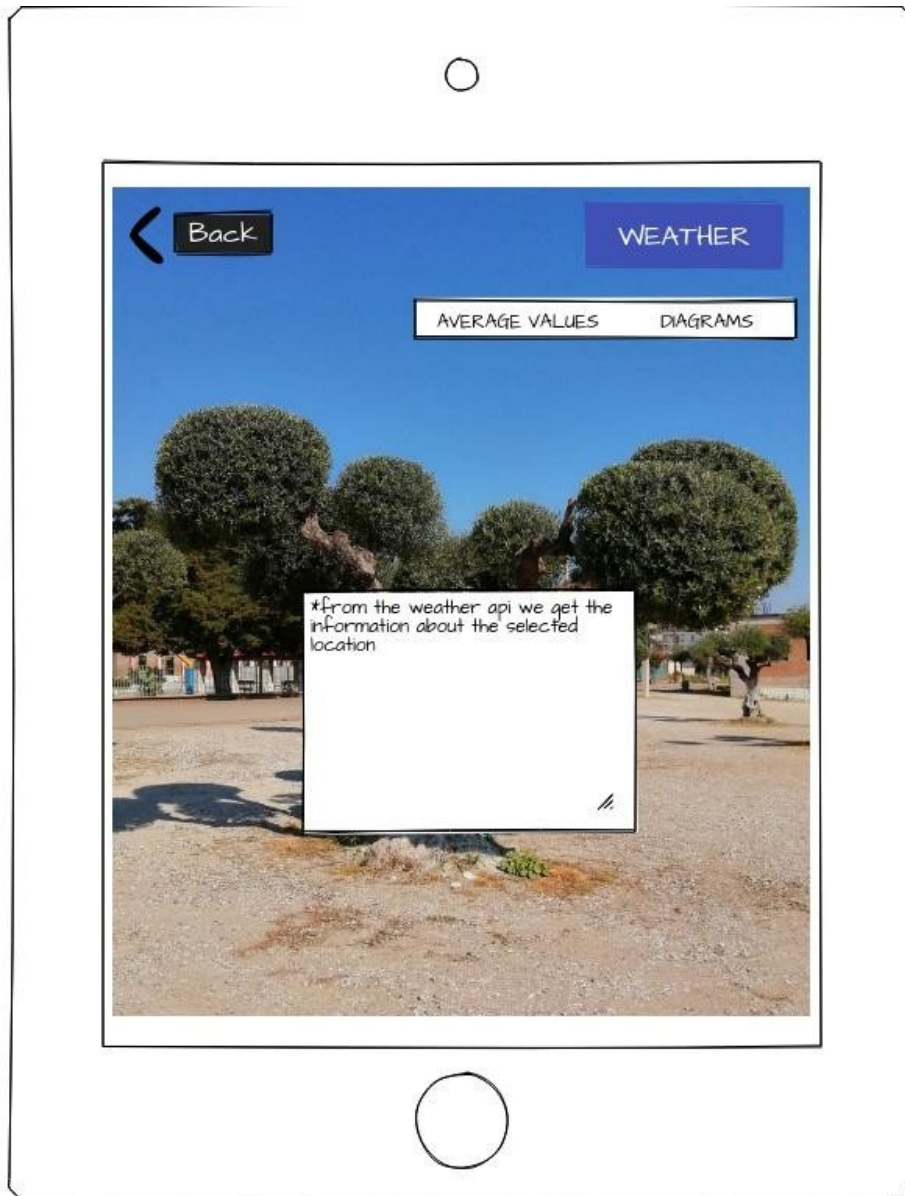 Back
WEATHER
AVERAGE VALUES DIAGRAMS
*from the weather api we get the
information about the selected
location